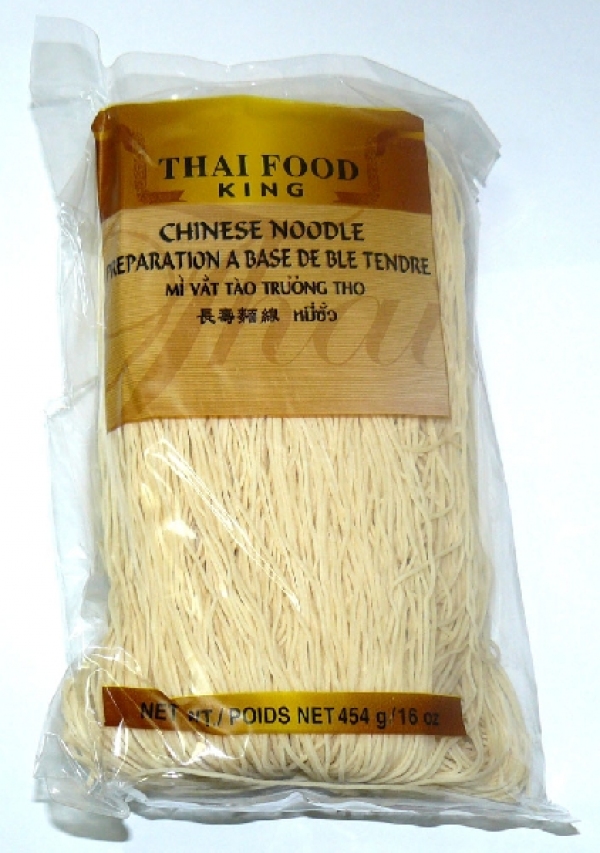 THAI FOOD
KING
CHINESE NOODLE
PREPARATION A BASE DE BLE TENDRE
MÌ VẮT TÀO TRƯỜNG THO
長壽麵線 หมี่ซั่ว
Thai
NET WT / POIDS NET 454 g / 16 oz